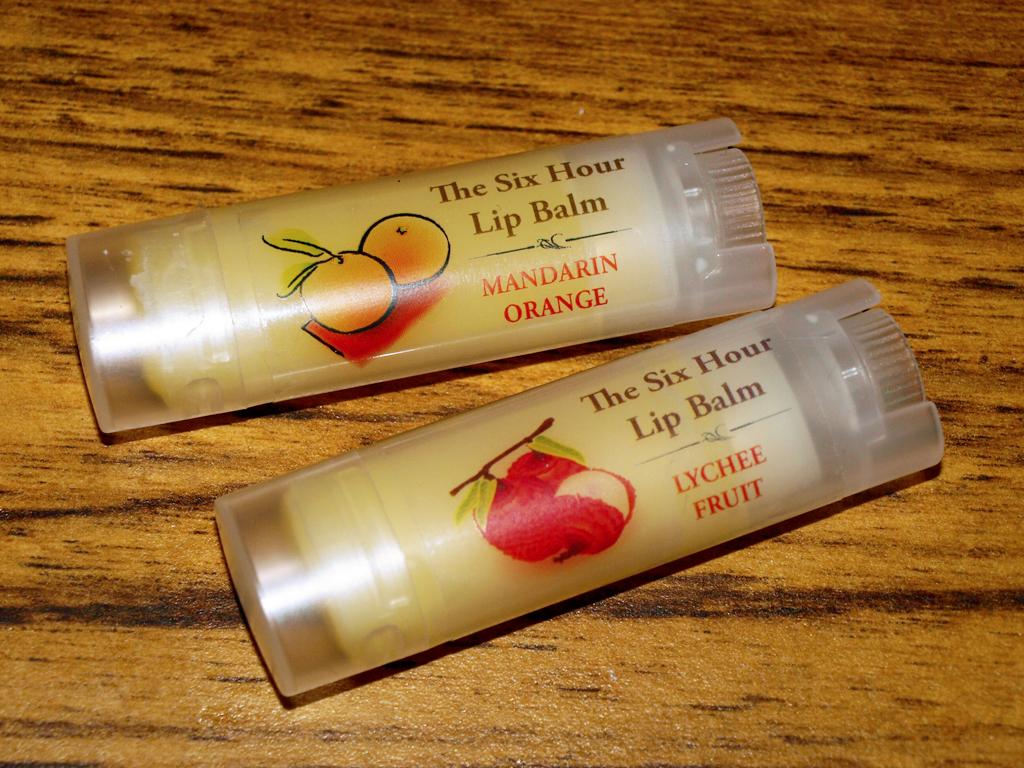 The Six Hour
Lip Balm
MANDARIN
ORANGE
The Six Hour
Lip Balm
LYCHEE
FRUIT